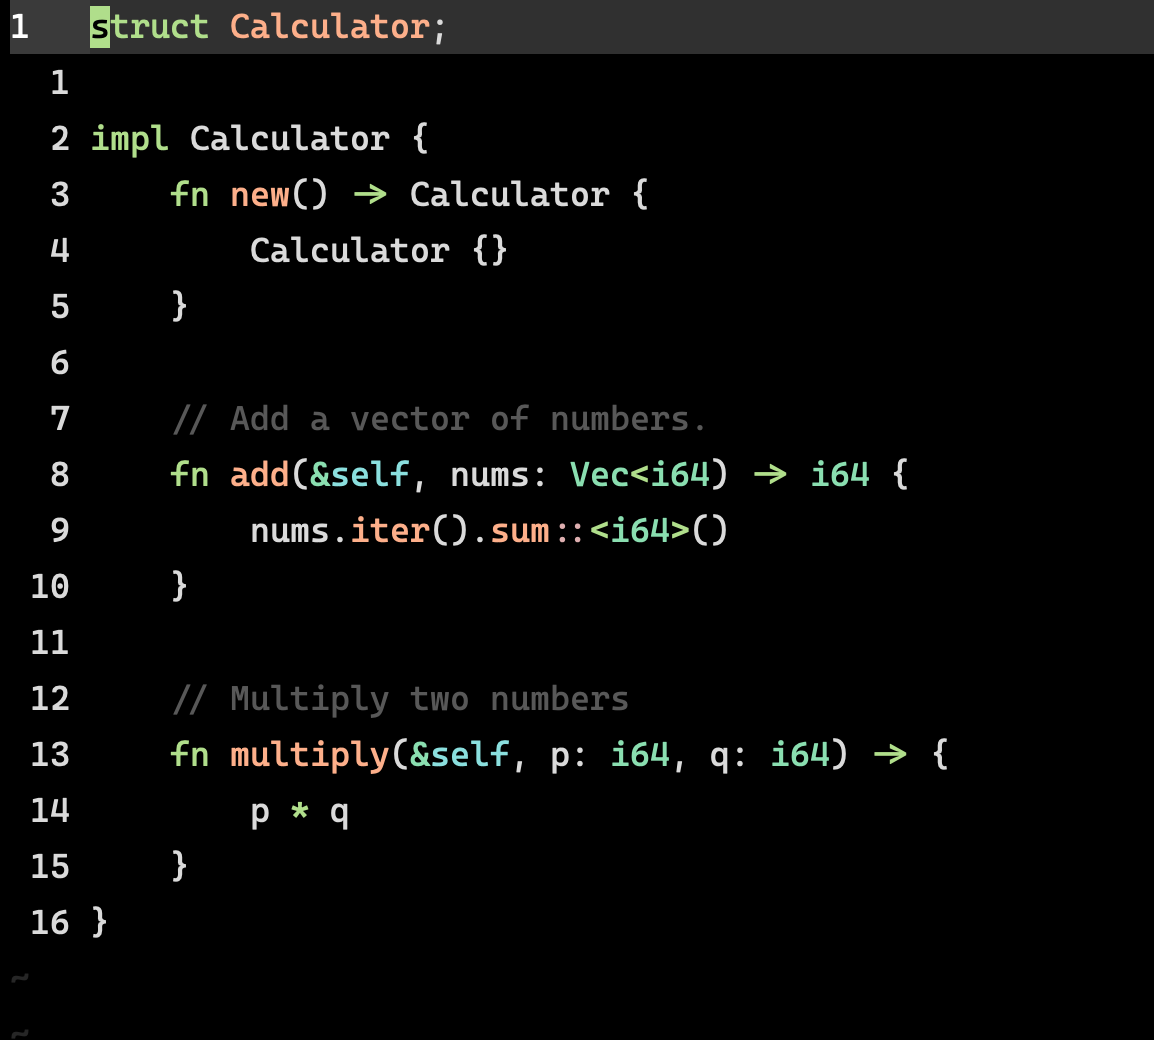 1   struct Calculator;
  1
  2 impl Calculator {
  3     fn new() -> Calculator {
  4         Calculator {}
  5     }
  6
  7     // Add a vector of numbers.
  8     fn add(&self, nums: Vec<i64) -> i64 {
  9         nums.iter().sum::<i64>()
 10     }
 11
 12     // Multiply two numbers
 13     fn multiply(&self, p: i64, q: i64) -> {
 14         p * q
 15     }
 16 }
~
~